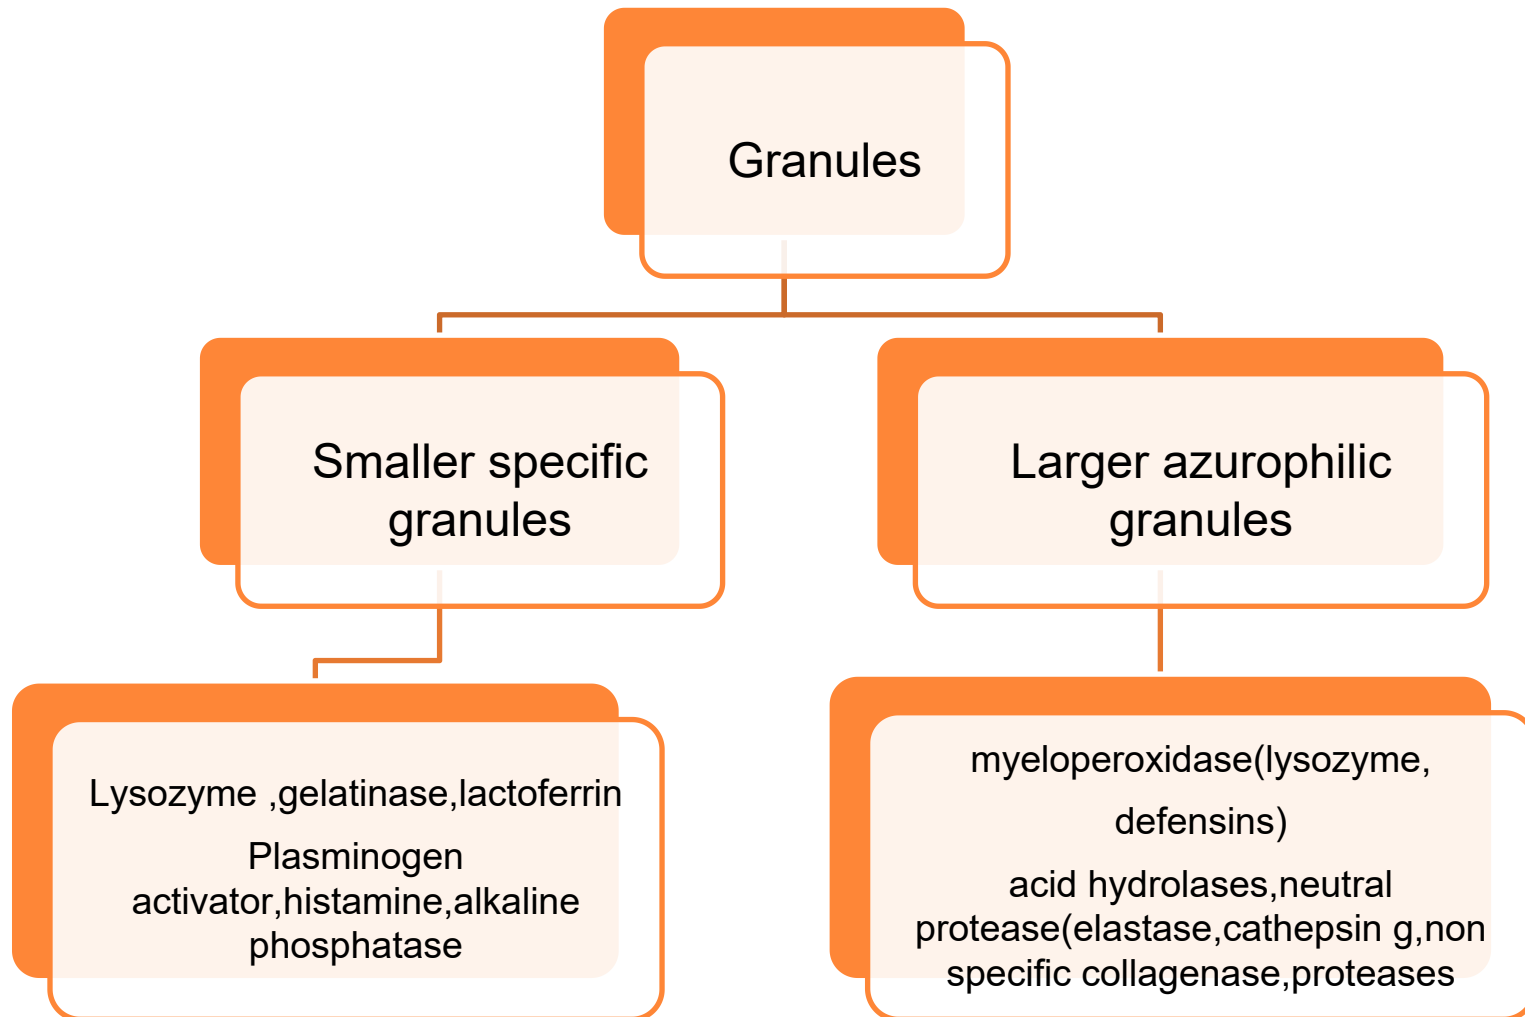 Granules
Smaller specific
granules
Larger azurophilic
granules
Lysozyme ,gelatinase,lactoferrin
Plasminogen
activator,histamine,alkaline
phosphatase
myeloperoxidase(lysozyme,
defensins)
acid hydrolases,neutral
protease(elastase,cathepsin g,non
specific collagenase,proteases